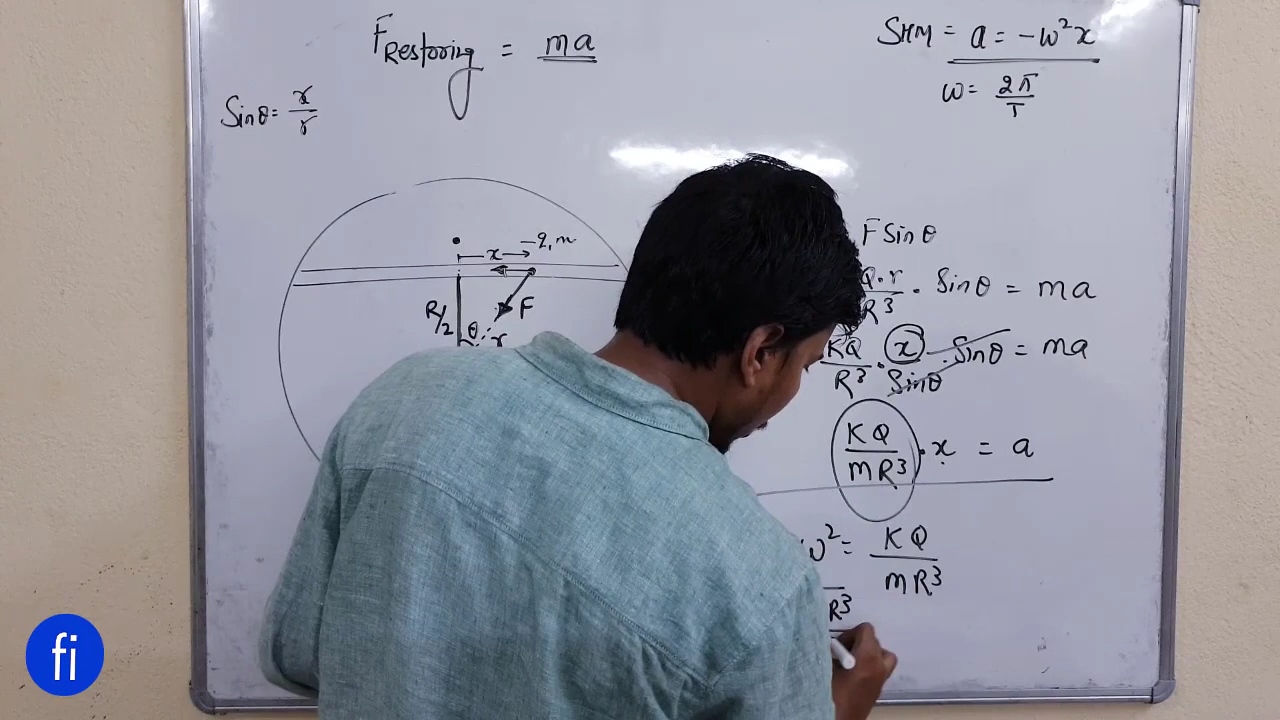 F Restoring = ma
SHM = a = -ω²x
ω = 2π/T
Sinθ = x/r
-q, m
x
R/2
F
θ
r
F Sinθ
Q·r/R³ · Sinθ = ma
KQ/R³ · x/Sinθ · Sinθ = ma
KQ/mR³ · x = a
ω² = KQ/mR³
R³
fi